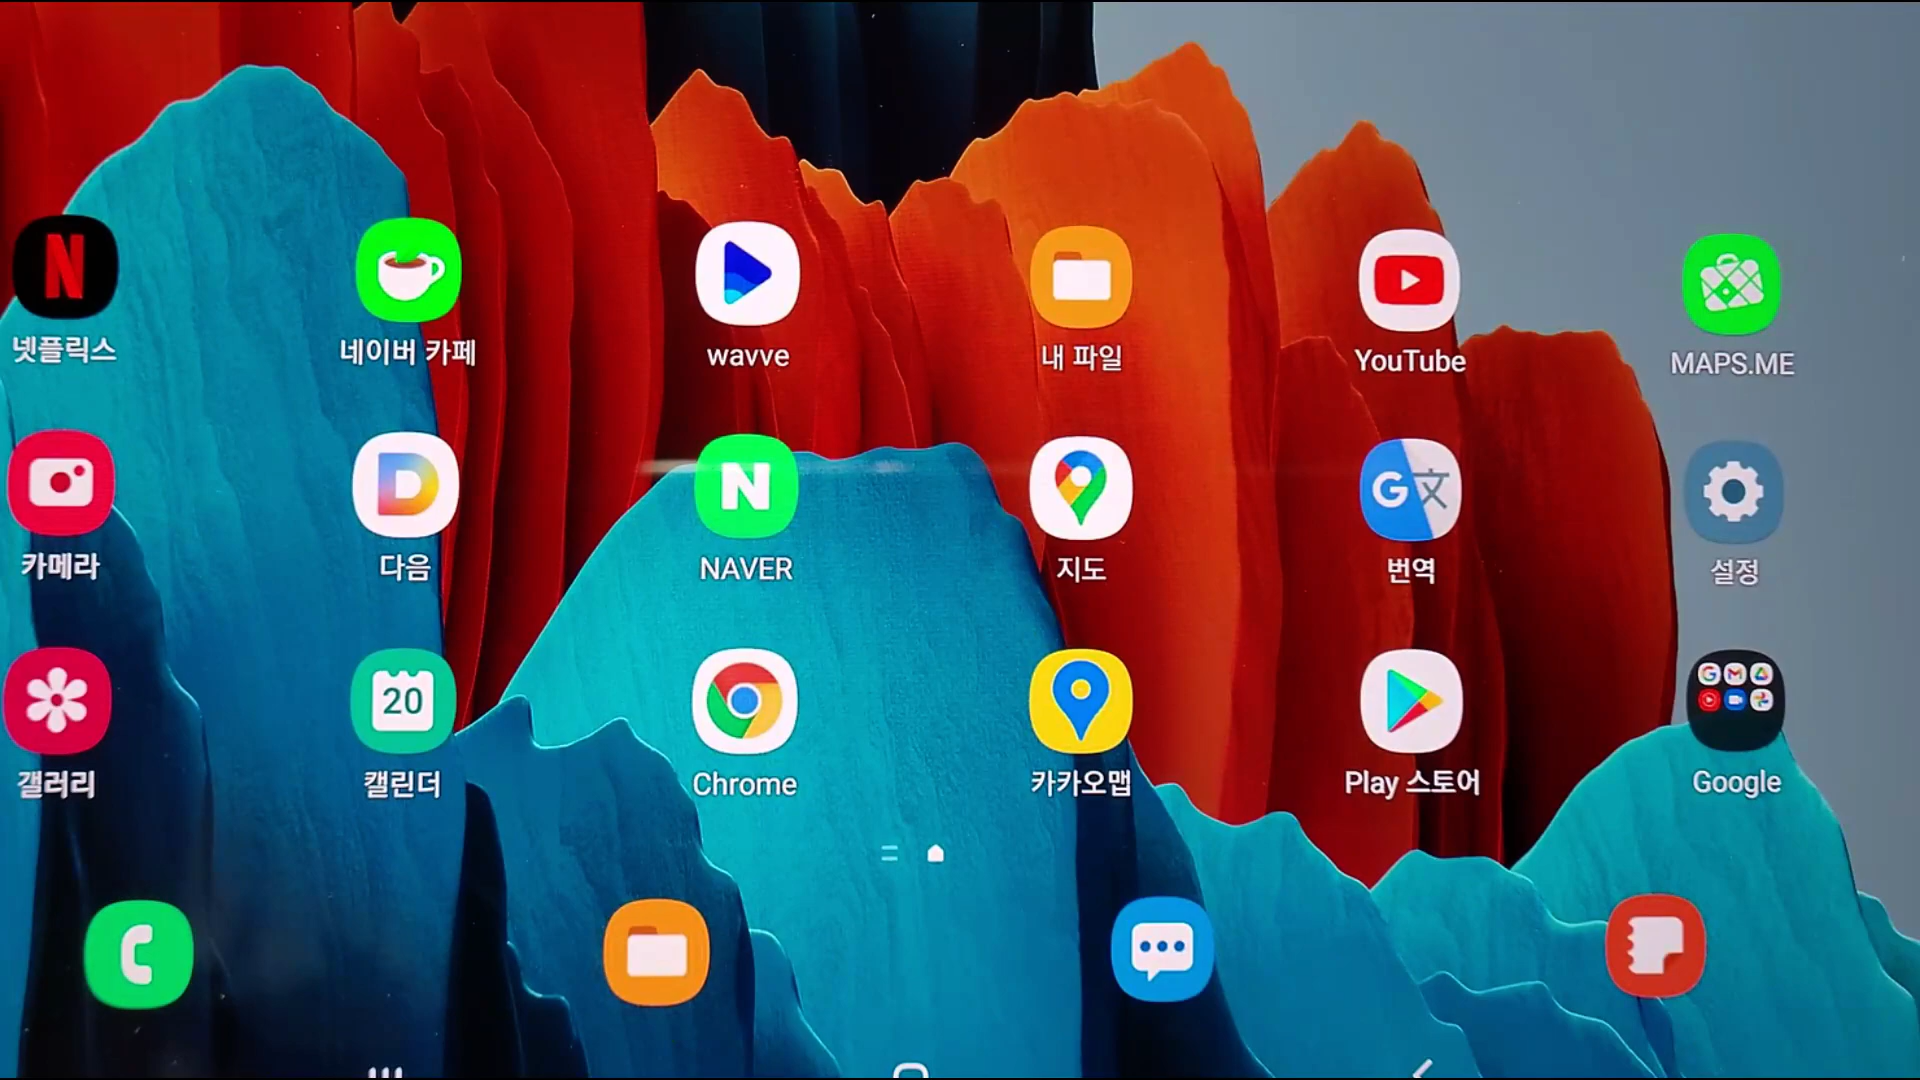 넷플릭스
네이버 카페
wavve
내 파일
YouTube
MAPS.ME
카메라
다음
NAVER
지도
번역
설정
갤러리
20
캘린더
Chrome
카카오맵
Play 스토어
Google